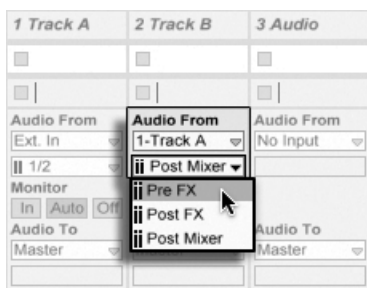 1 Track A 2 Track B 3 Audio
Audio From Audio From Audio From
Ext. In 1-Track A No Input
1/2 Post Mixer
Monitor Pre FX
In Auto Off Post FX
Audio To Post Mixer Audio To
Master Master